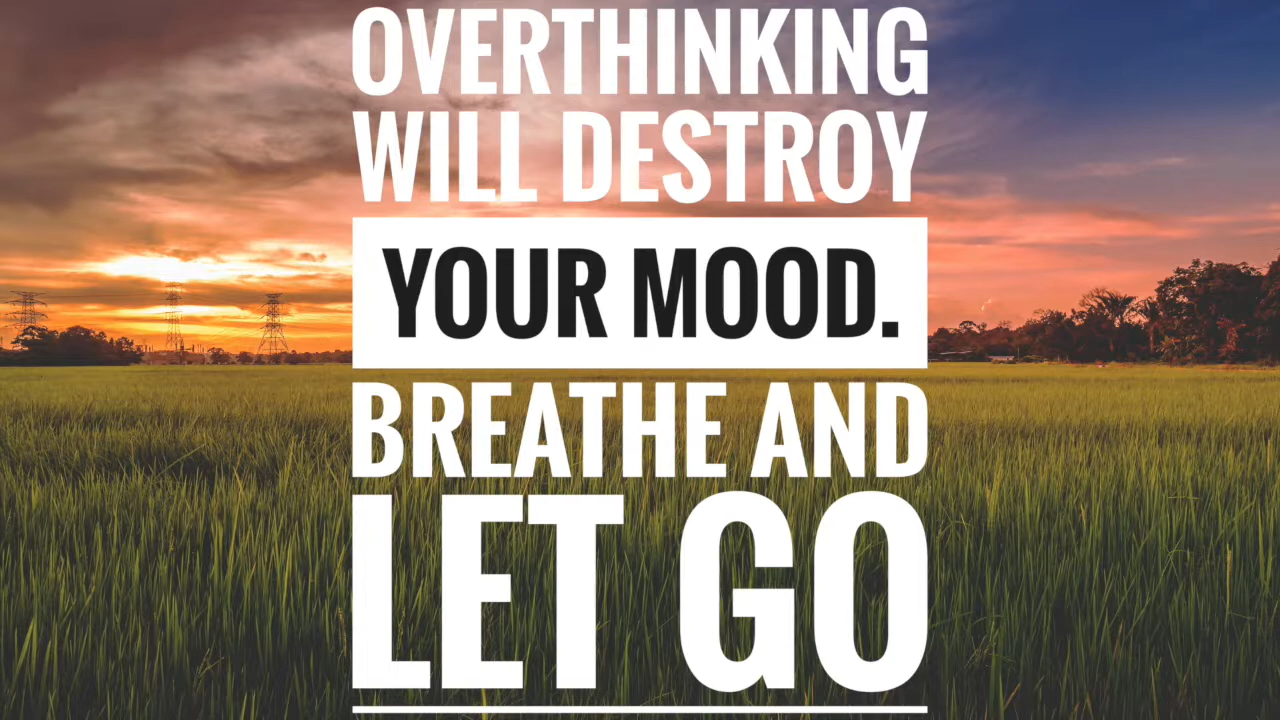 OVERTHINKING
WILL DESTROY
YOUR MOOD.
BREATHE AND
LET GO